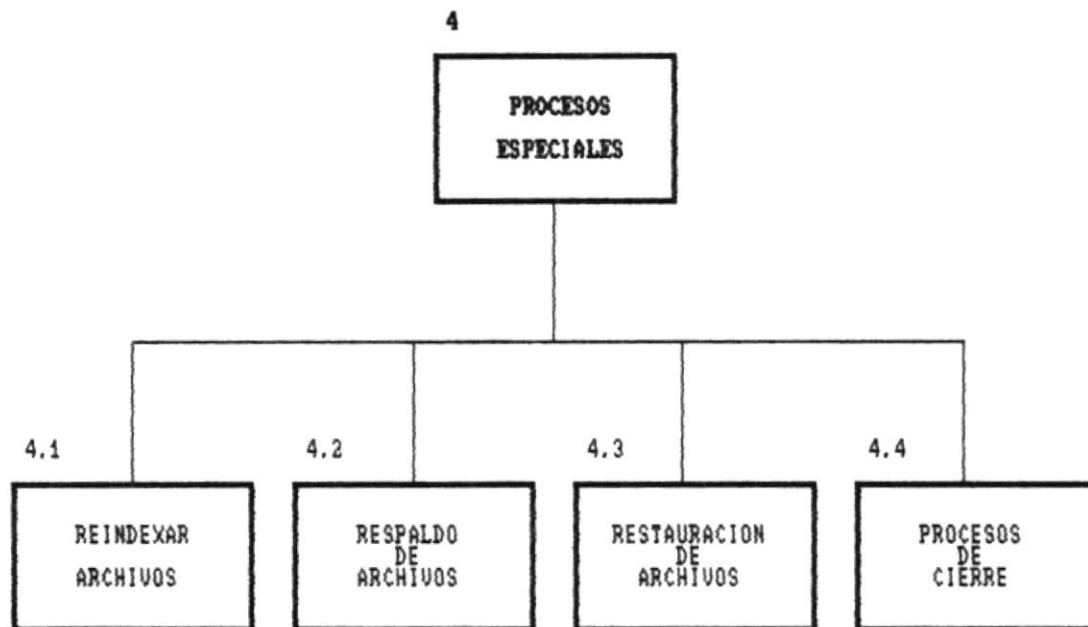 4
PROCESOS
ESPECIALES
4.1
REINDEXAR
ARCHIVOS
4.2
RESPALDO
DE
ARCHIVOS
4.3
RESTAURACION
DE
ARCHIVOS
4.4
PROCESOS
DE
CIERRE